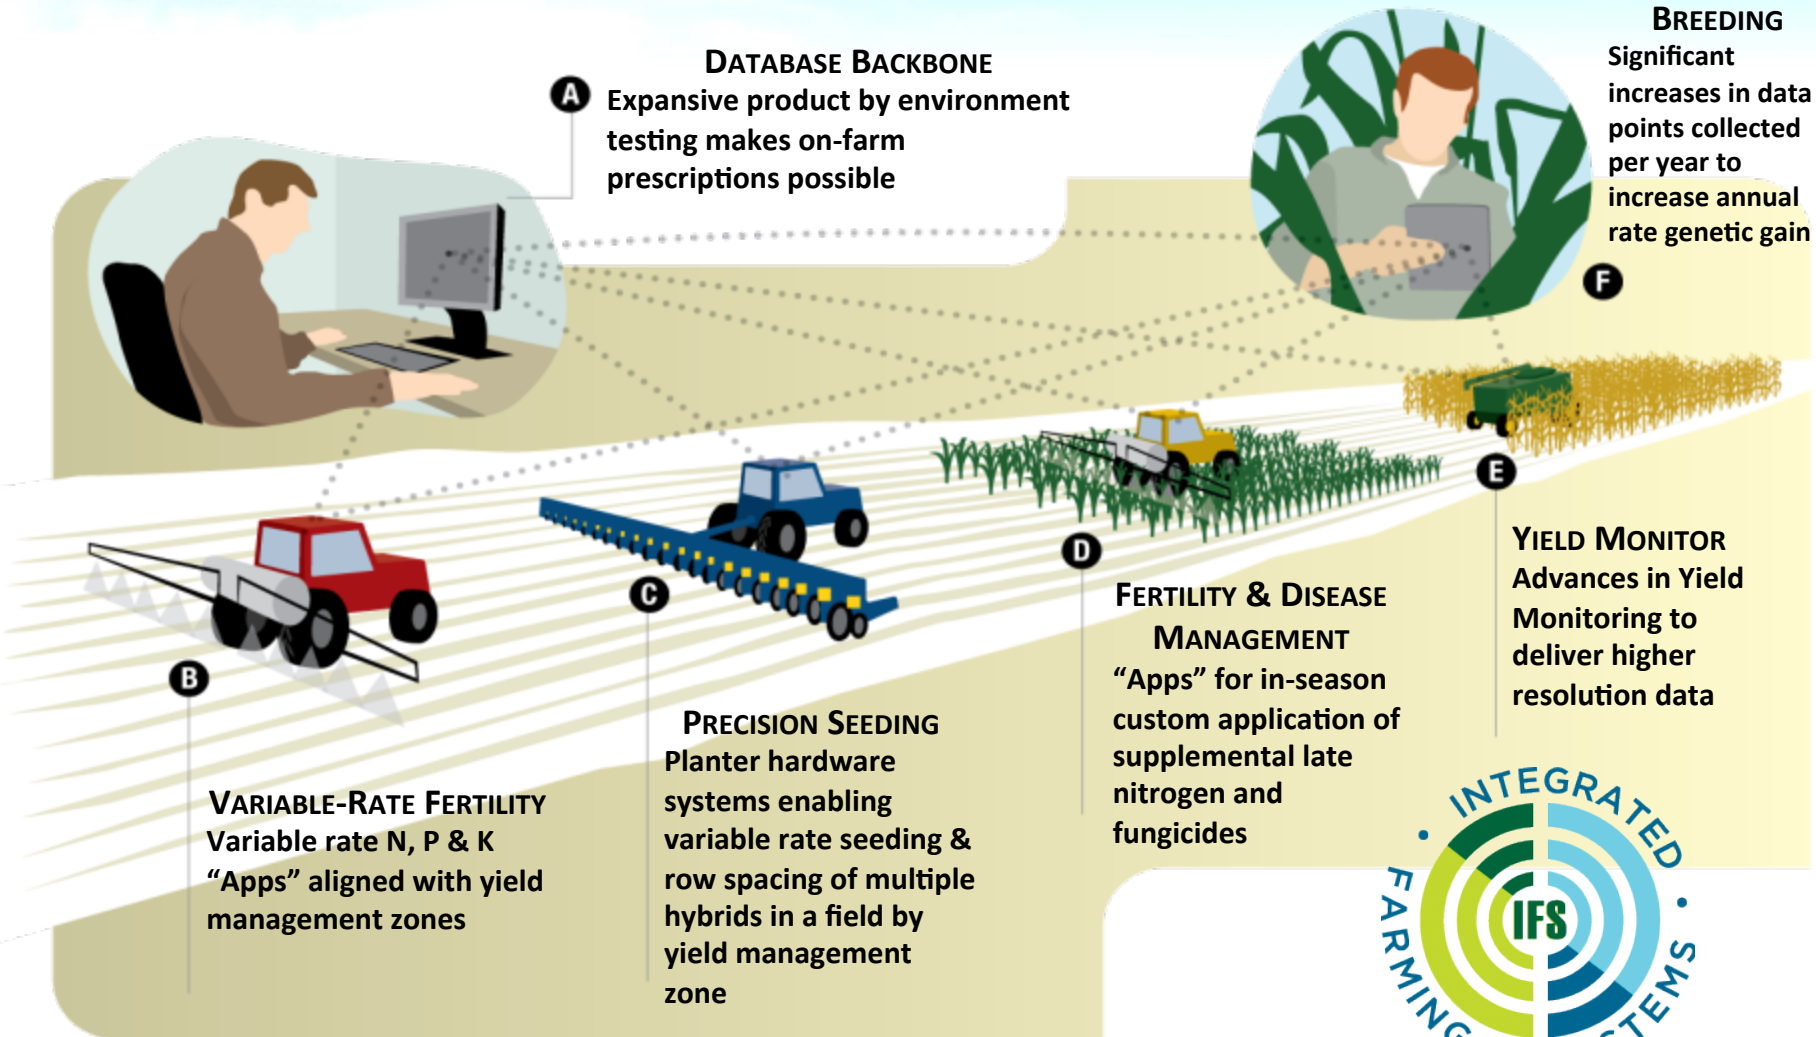 DATABASE BACKBONE
A
Expansive product by environment
testing makes on-farm
prescriptions possible
BREEDING
Significant
increases in data
points collected
per year to
increase annual
rate genetic gain
F
B
VARIABLE-RATE FERTILITY
Variable rate N, P & K
“Apps” aligned with yield
management zones
C
PRECISION SEEDING
Planter hardware
systems enabling
variable rate seeding &
row spacing of multiple
hybrids in a field by
yield management
zone
D
FERTILITY & DISEASE
MANAGEMENT
“Apps” for in-season
custom application of
supplemental late
nitrogen and
fungicides
E
YIELD MONITOR
Advances in Yield
Monitoring to
deliver higher
resolution data
INTEGRATED
FARMING
IFS